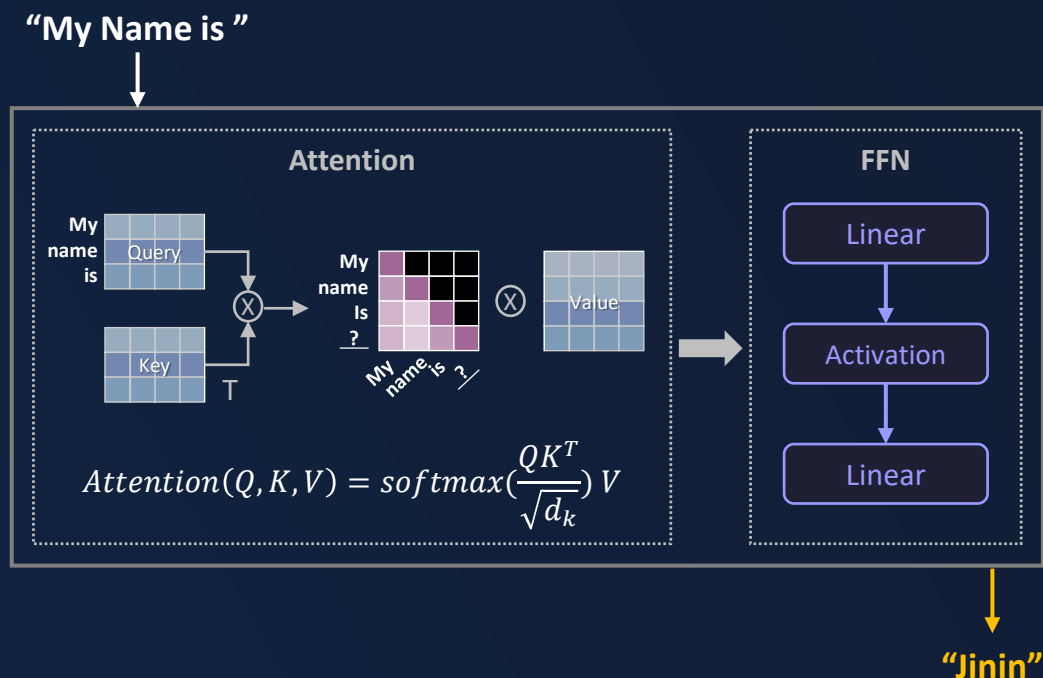 “My Name is ”
Attention
My
name
is
Query
X
Key
T
My
name
Is
?
My
name
is
?
X
Value
Attention(Q, K, V) = softmax(QK^T/√d_k) V
FFN
Linear
Activation
Linear
“Jinin”